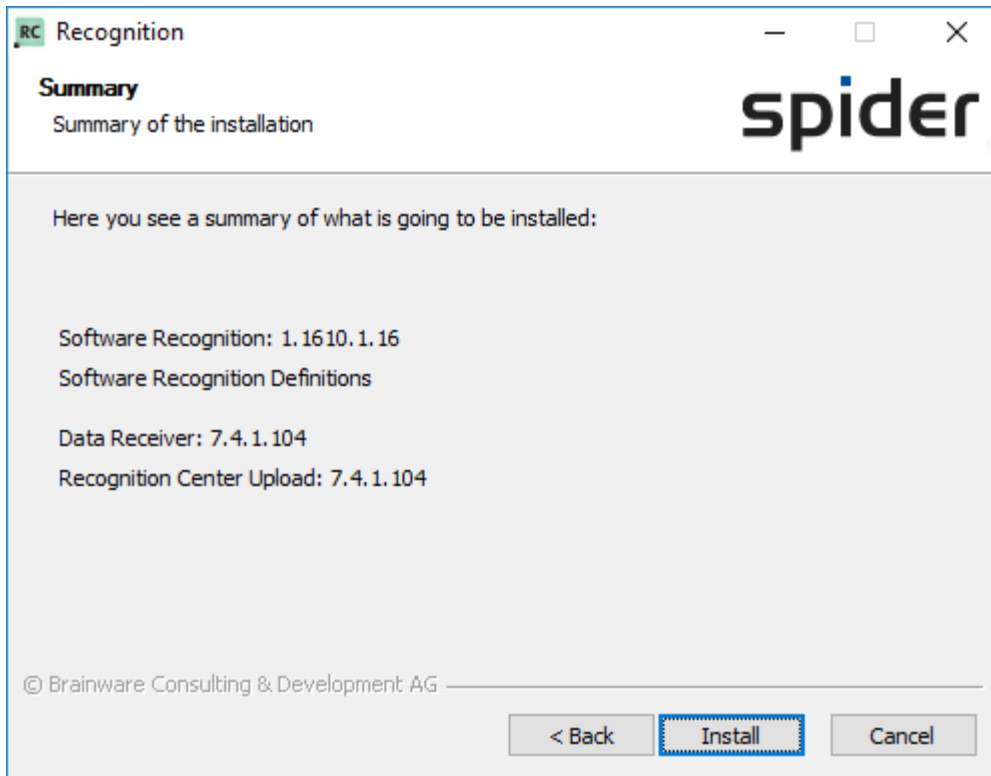 RC Recognition
Summary
Summary of the installation
spider
Here you see a summary of what is going to be installed:
Software Recognition: 1.1610.1.16
Software Recognition Definitions
Data Receiver: 7.4.1.104
Recognition Center Upload: 7.4.1.104
© Brainware Consulting & Development AG
< Back Install Cancel